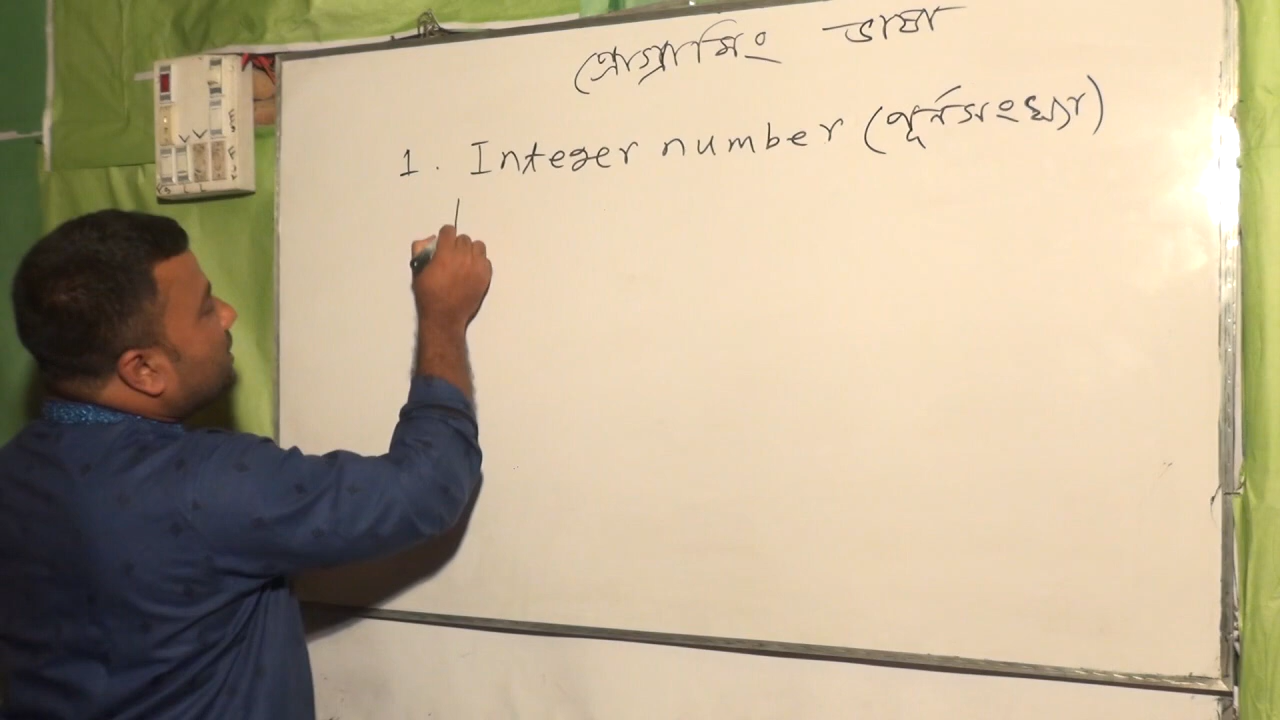 প্রোগ্রামিং ভাষা
1. Integer number (পূর্নসংখ্যা)